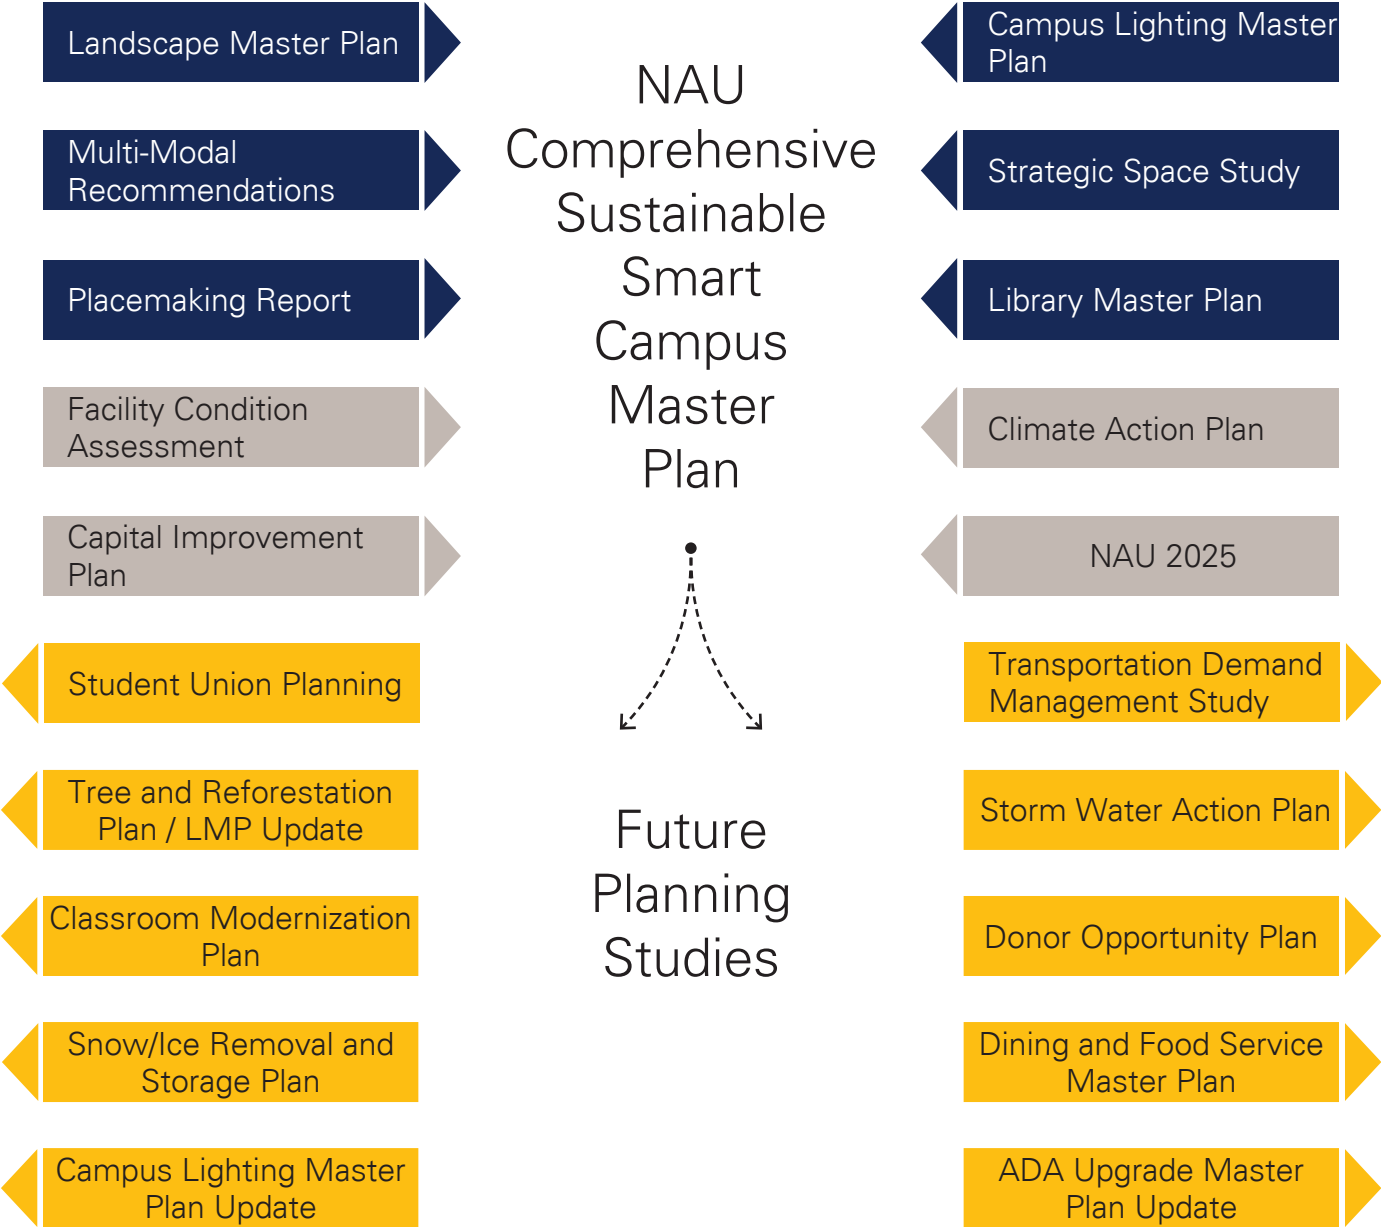 Landscape Master Plan
Multi-Modal
Recommendations
Placemaking Report
Facility Condition
Assessment
Capital Improvement
Plan
Student Union Planning
Tree and Reforestation
Plan / LMP Update
Classroom Modernization
Plan
Snow/Ice Removal and
Storage Plan
Campus Lighting Master
Plan Update
NAU
Comprehensive
Sustainable
Smart
Campus
Master
Plan
Future
Planning
Studies
Campus Lighting Master
Plan
Strategic Space Study
Library Master Plan
Climate Action Plan
NAU 2025
Transportation Demand
Management Study
Storm Water Action Plan
Donor Opportunity Plan
Dining and Food Service
Master Plan
ADA Upgrade Master
Plan Update